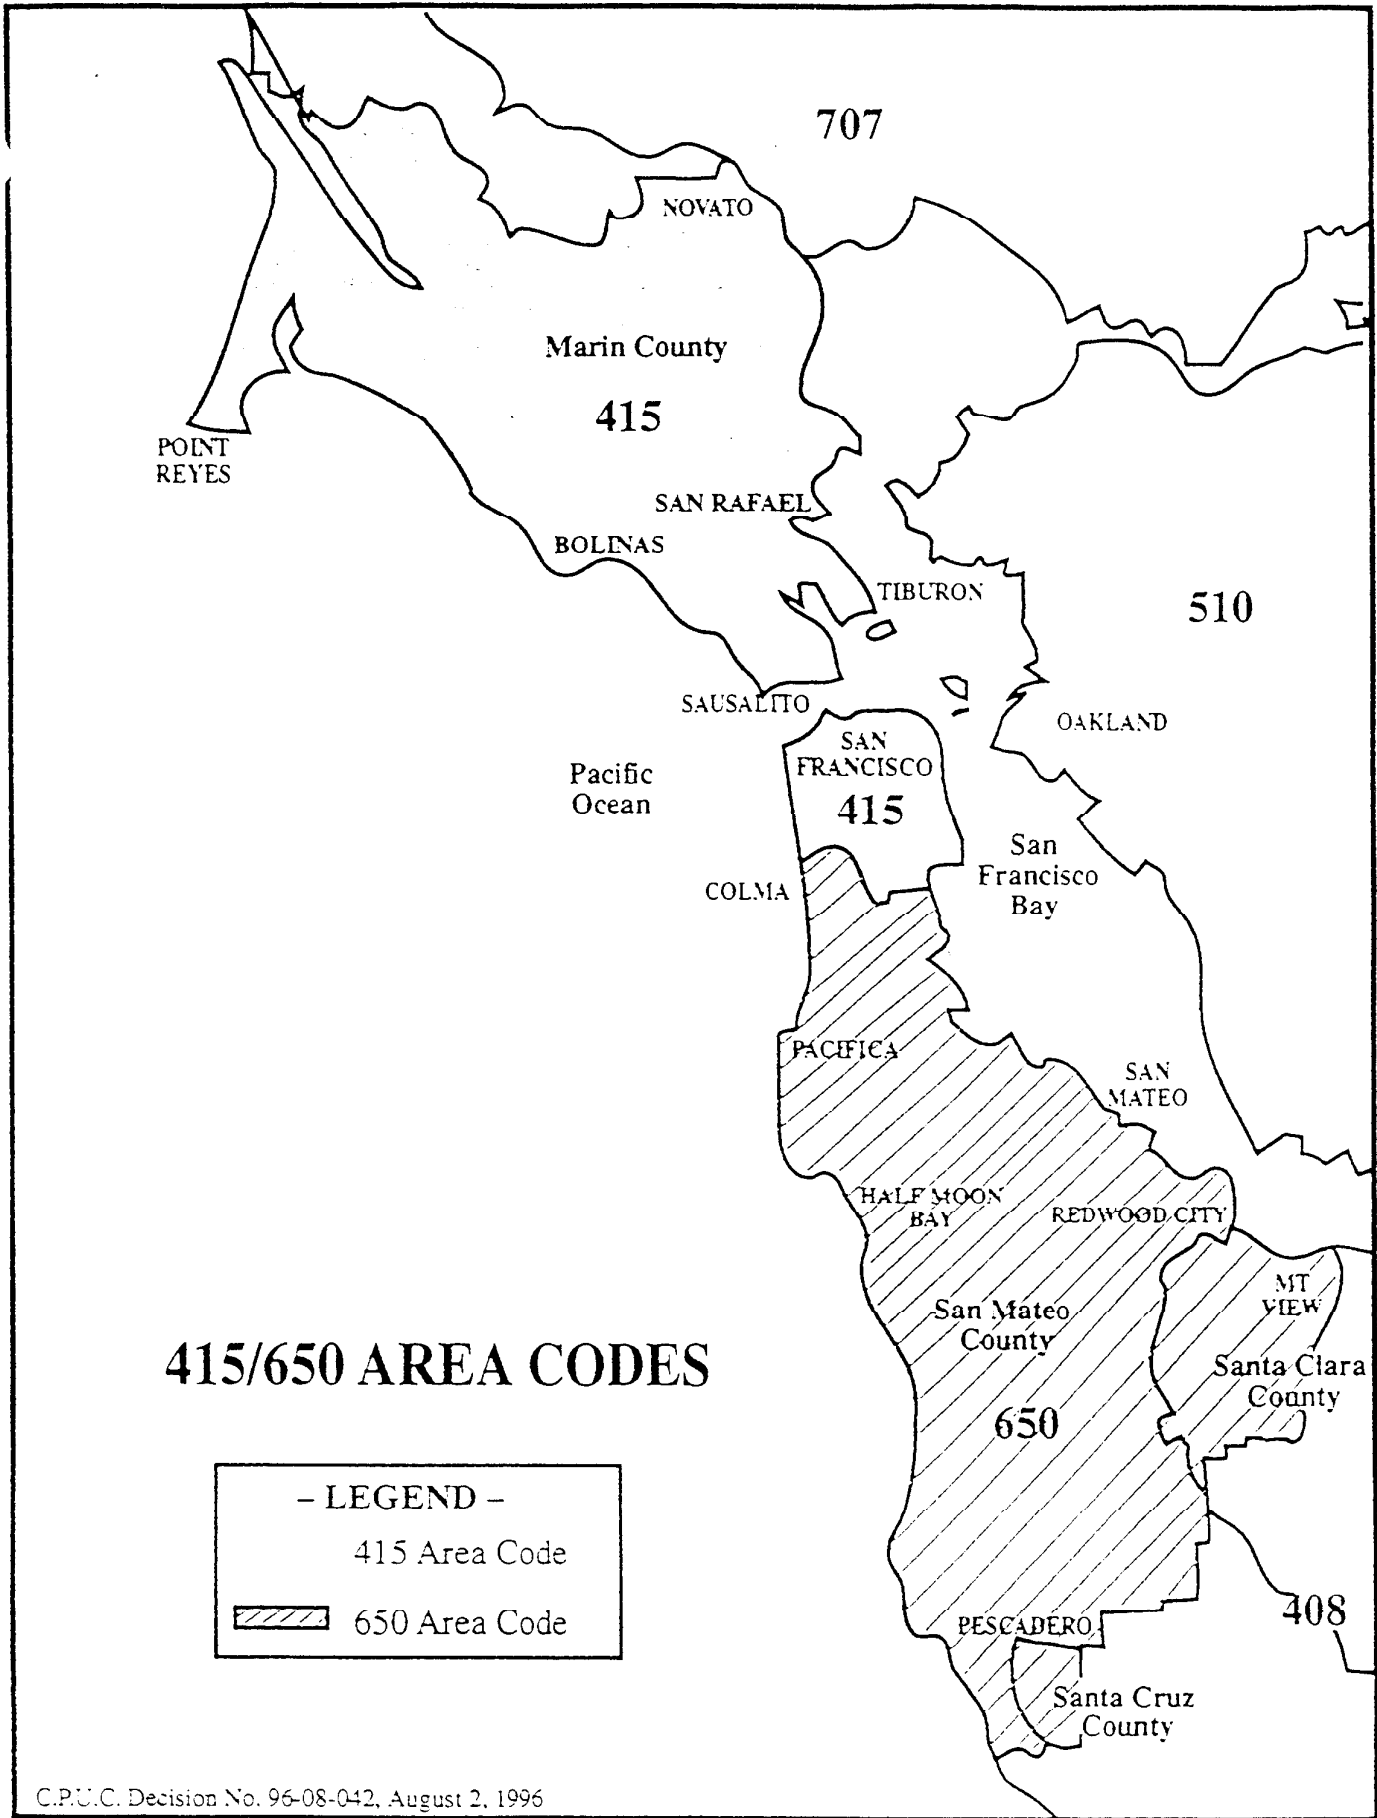 707
NOVATO
Marin County
415
POINT
REYES
SAN RAFAEL
BOLINAS
TIBURON
510
SAUSALITO
OAKLAND
SAN
FRANCISCO
415
Pacific
Ocean
San
Francisco
Bay
COLMA
PACIFICA
SAN
MATEO
HALF MOON
BAY
REDWOOD CITY
MT
VIEW
San Mateo
County
Santa Clara
County
415/650 AREA CODES
650
– LEGEND –
415 Area Code
650 Area Code
408
PESCADERO
Santa Cruz
County
C.P.U.C. Decision No. 96-08-042, August 2, 1996